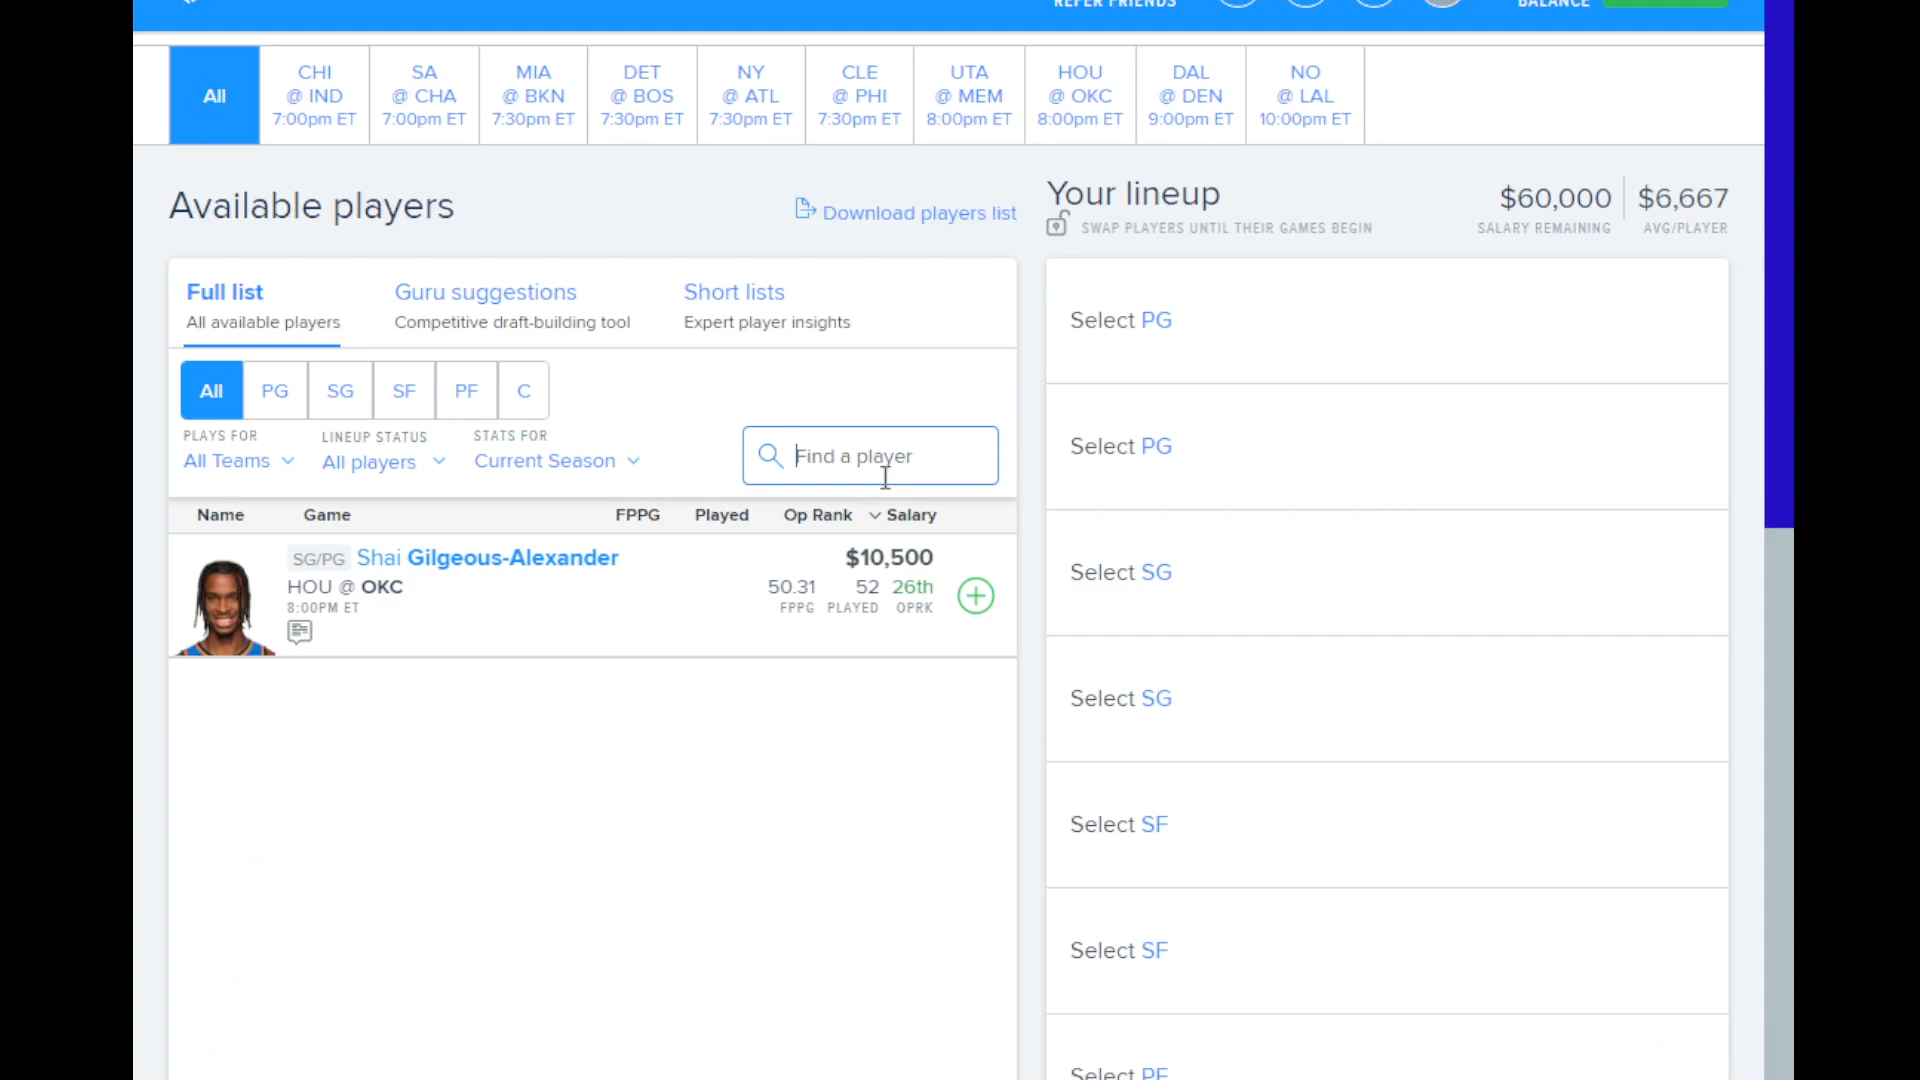 REFER FRIENDS
BALANCE
All
CHI
@ IND
7:00pm ET
SA
@ CHA
7:00pm ET
MIA
@ BKN
7:30pm ET
DET
@ BOS
7:30pm ET
NY
@ ATL
7:30pm ET
CLE
@ PHI
7:30pm ET
UTA
@ MEM
8:00pm ET
HOU
@ OKC
8:00pm ET
DAL
@ DEN
9:00pm ET
NO
@ LAL
10:00pm ET
Available players
Download players list
Full list
All available players
Guru suggestions
Competitive draft-building tool
Short lists
Expert player insights
All PG SG SF PF C
PLAYS FOR
All Teams
LINEUP STATUS
All players
STATS FOR
Current Season
Find a player
Name Game FPPG Played Op Rank Salary
SG/PG Shai Gilgeous-Alexander $10,500
HOU @ OKC 50.31 52 26th
8:00PM ET FPPG PLAYED OPRK
Your lineup
SWAP PLAYERS UNTIL THEIR GAMES BEGIN
$60,000
SALARY REMAINING
$6,667
AVG/PLAYER
Select PG
Select PG
Select SG
Select SG
Select SF
Select SF
Select PF